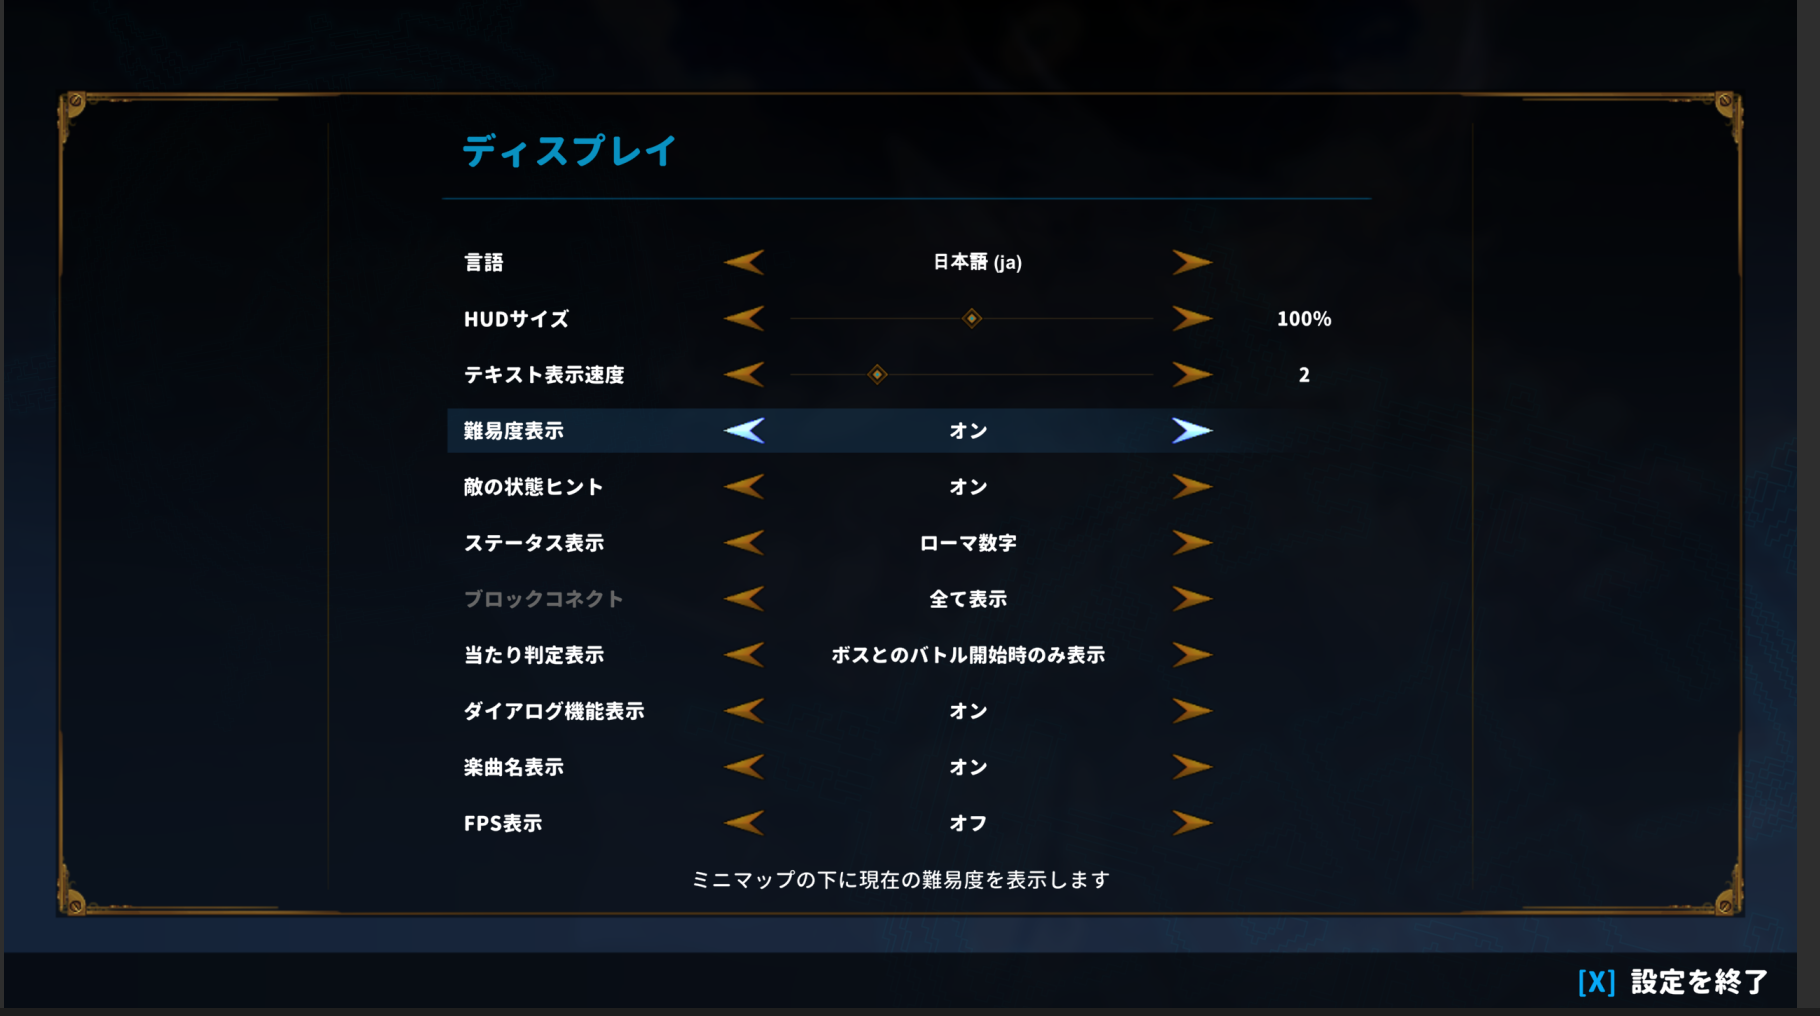 ディスプレイ
言語 日本語 (ja)
HUDサイズ 100%
テキスト表示速度 2
難易度表示 オン
敵の状態ヒント オン
ステータス表示 ローマ数字
ブロックコネクト 全て表示
当たり判定表示 ボスとのバトル開始時のみ表示
ダイアログ機能表示 オン
楽曲名表示 オン
FPS表示 オフ
ミニマップの下に現在の難易度を表示します
[X] 設定を終了